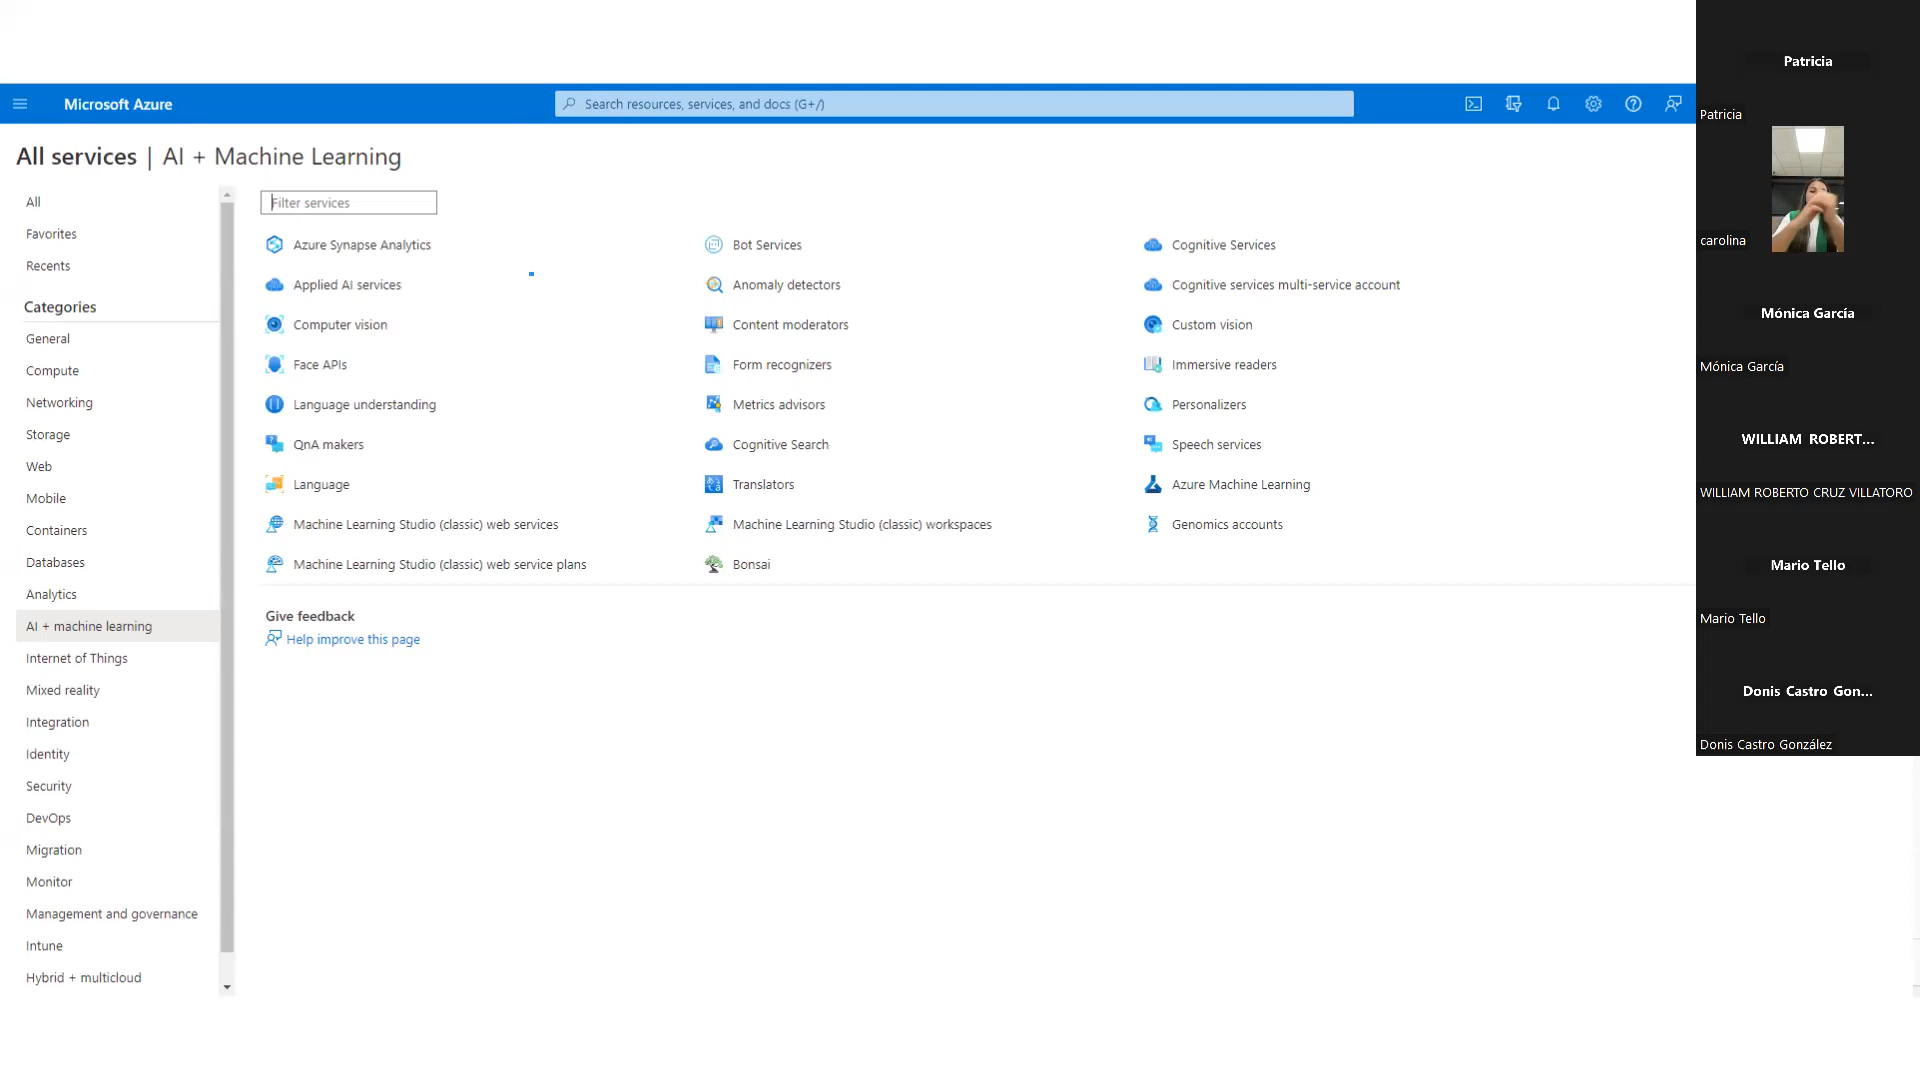 Microsoft Azure
Search resources, services, and docs (G+/)
All services | AI + Machine Learning
All
Favorites
Recents
Categories
General
Compute
Networking
Storage
Web
Mobile
Containers
Databases
Analytics
AI + machine learning
Internet of Things
Mixed reality
Integration
Identity
Security
DevOps
Migration
Monitor
Management and governance
Intune
Hybrid + multicloud
Filter services
Azure Synapse Analytics
Bot Services
Cognitive Services
Applied AI services
Anomaly detectors
Cognitive services multi-service account
Computer vision
Content moderators
Custom vision
Face APIs
Form recognizers
Immersive readers
Language understanding
Metrics advisors
Personalizers
QnA makers
Cognitive Search
Speech services
Language
Translators
Azure Machine Learning
Machine Learning Studio (classic) web services
Machine Learning Studio (classic) workspaces
Genomics accounts
Machine Learning Studio (classic) web service plans
Bonsai
Give feedback
Help improve this page
Patricia
Patricia
carolina
Mónica García
Mónica García
WILLIAM ROBERT...
WILLIAM ROBERTO CRUZ VILLATORO
Mario Tello
Mario Tello
Donis Castro Gon...
Donis Castro González